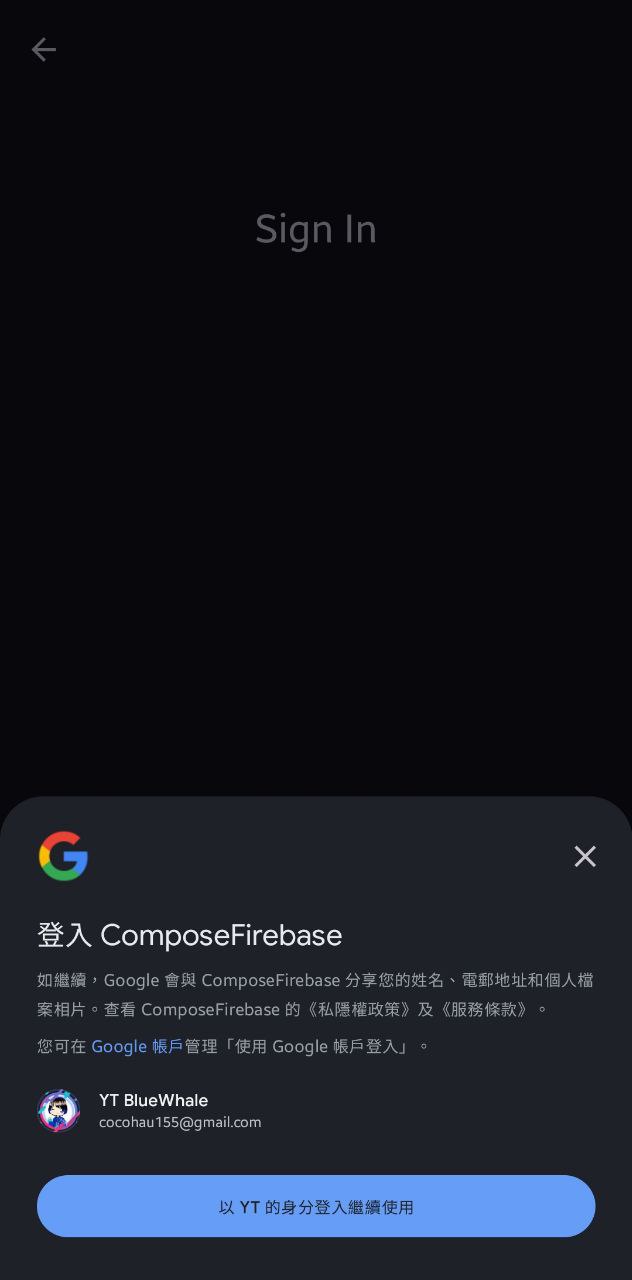 Sign In
登入 ComposeFirebase
如繼續，Google 會與 ComposeFirebase 分享您的姓名、電郵地址和個人檔
案相片。查看 ComposeFirebase 的《私隱權政策》及《服務條款》。
您可在 Google 帳戶管理「使用 Google 帳戶登入」。
YT BlueWhale
cocohau155@gmail.com
以 YT 的身分登入繼續使用